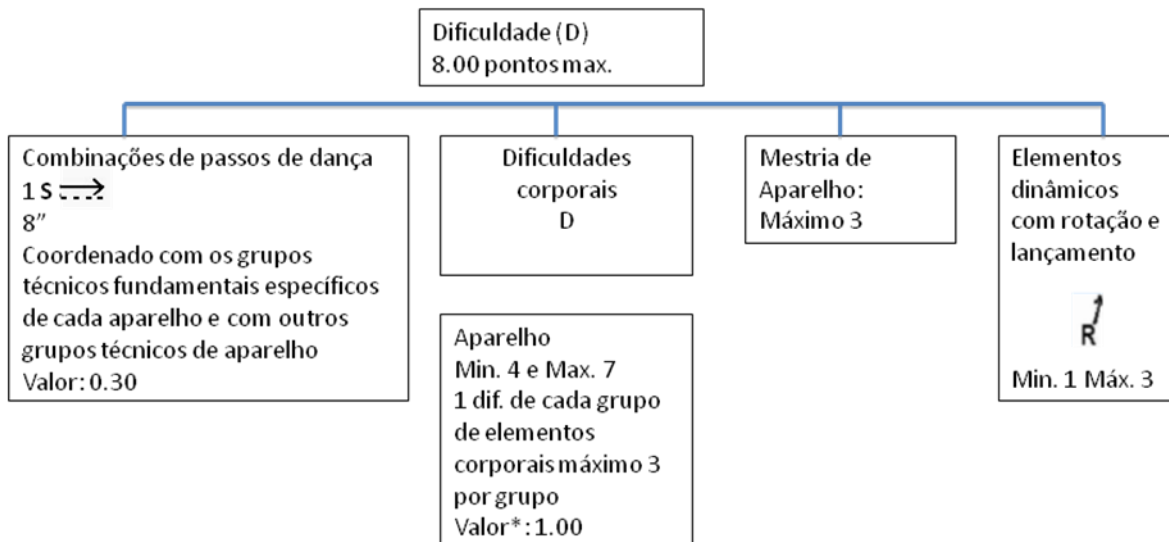 Dificuldade (D)
8.00 pontos max.
Combinações de passos de dança
1 S
8”
Coordenado com os grupos
técnicos fundamentais específicos
de cada aparelho e com outros
grupos técnicos de aparelho
Valor: 0.30
Dificuldades
corporais
D
Aparelho
Min. 4 e Max. 7
1 dif. de cada grupo
de elementos
corporais máximo 3
por grupo
Valor*: 1.00
Mestria de
Aparelho:
Máximo 3
Elementos
dinâmicos
com rotação e
lançamento
R
Min. 1 Máx. 3